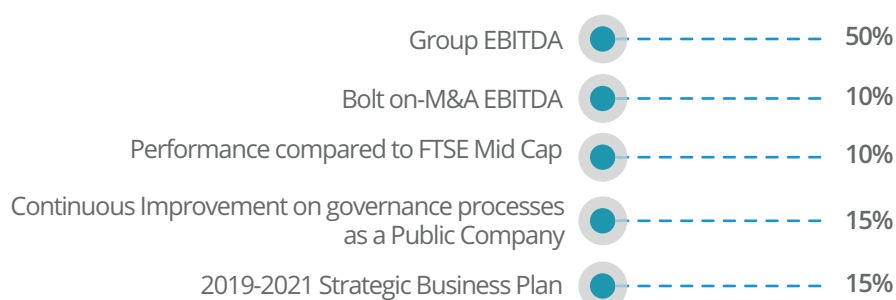 Group EBITDA 50%
Bolt on-M&A EBITDA 10%
Performance compared to FTSE Mid Cap 10%
Continuous Improvement on governance processes
as a Public Company 15%
2019-2021 Strategic Business Plan 15%